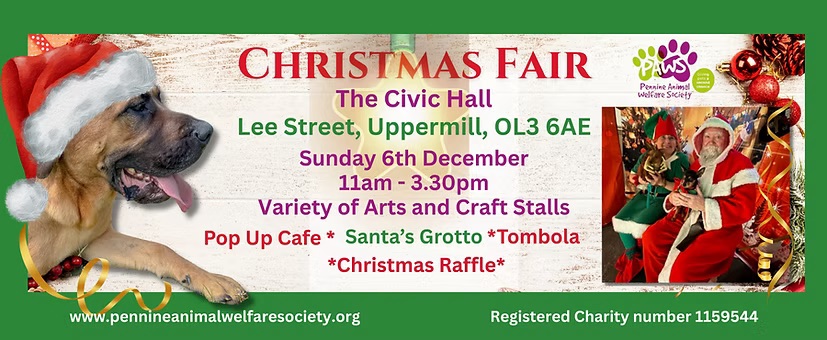 CHRISTMAS FAIR
The Civic Hall
Lee Street, Uppermill, OL3 6AE
Sunday 6th December
11am - 3.30pm
Variety of Arts and Craft Stalls
Pop Up Cafe * Santa's Grotto *Tombola
*Christmas Raffle*
PAWS
Pennine Animal
Welfare Society
www.pennineanimalwelfaresociety.org
Registered Charity number 1159544